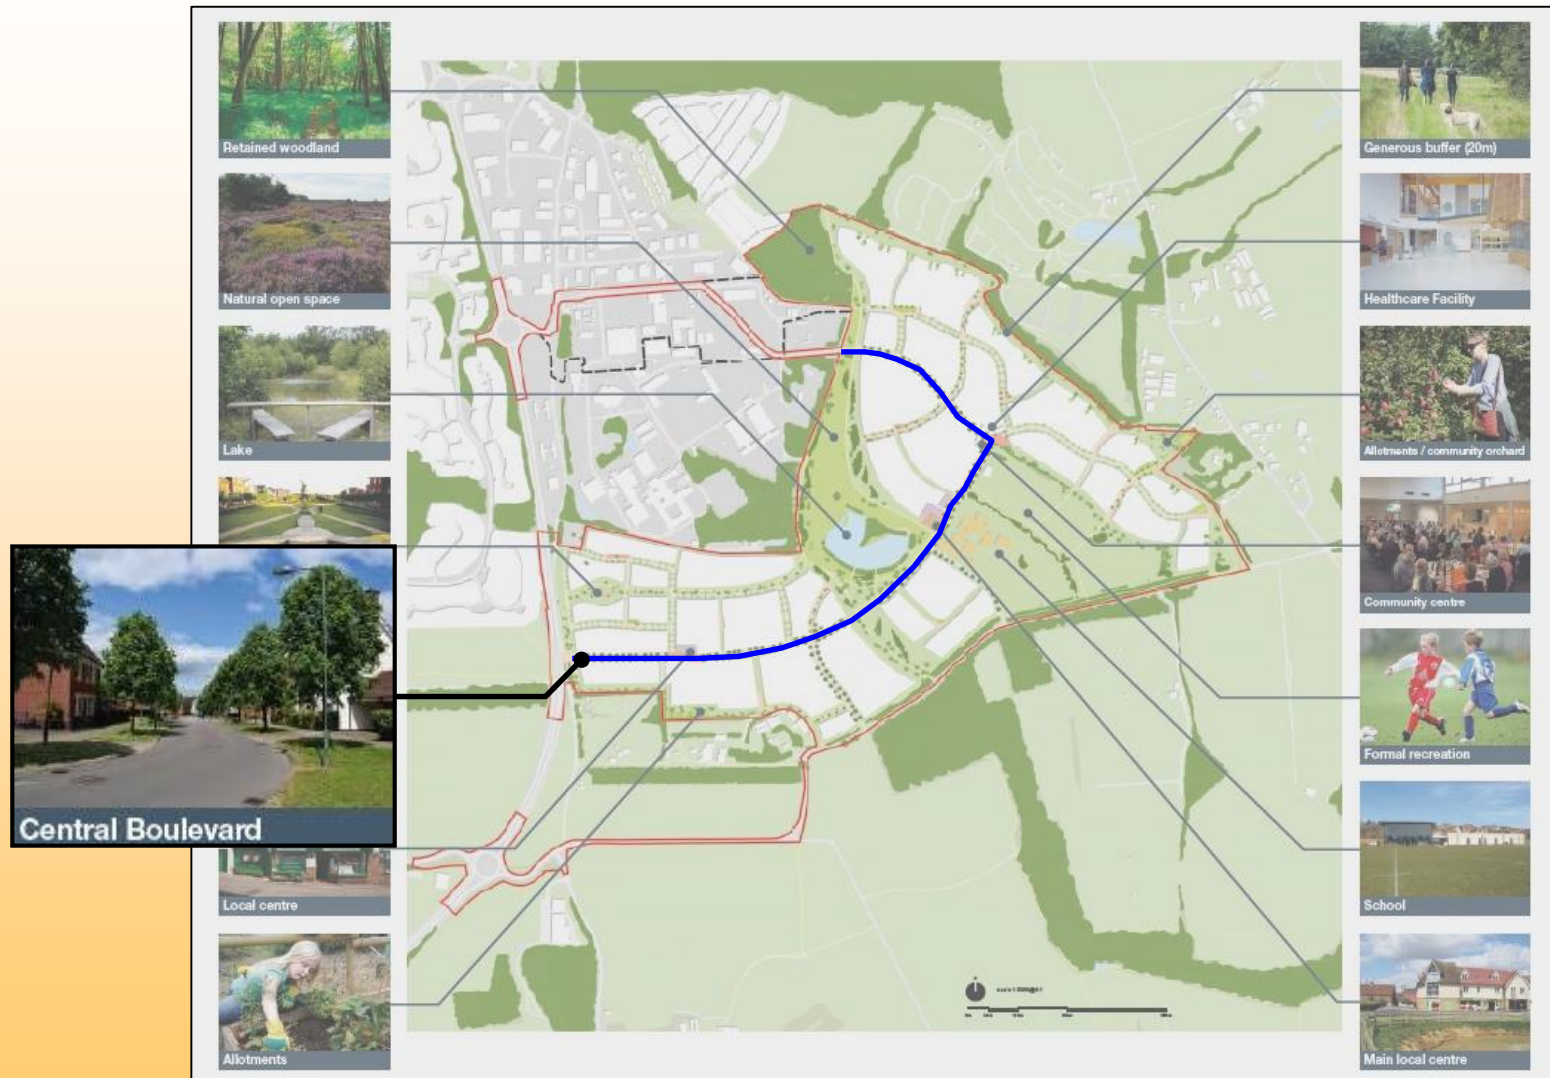 Retained woodland
Natural open space
Lake
Central Boulevard
Local centre
Allotments
Generous buffer (20m)
Healthcare Facility
Allotments / community orchard
Community centre
Formal recreation
School
Main local centre